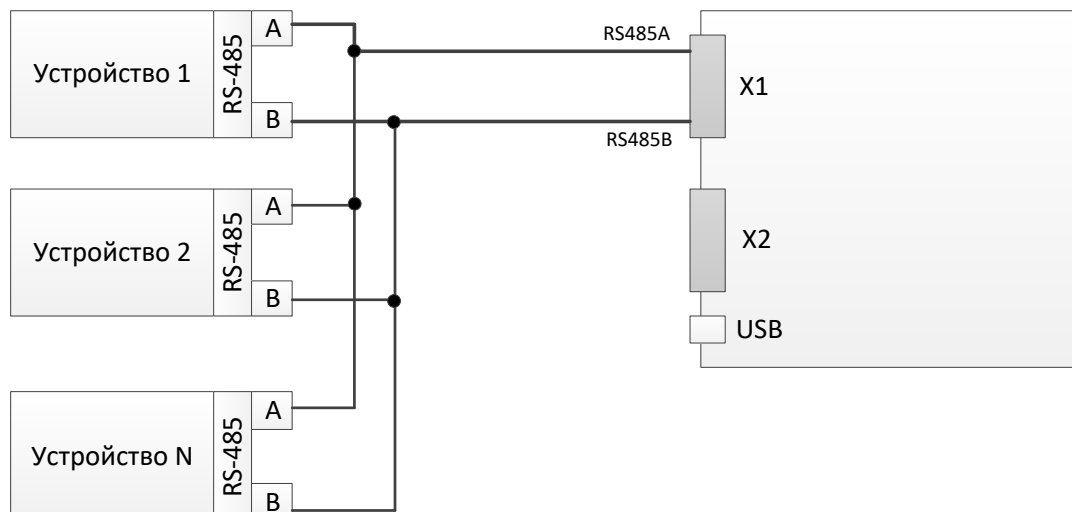 Устройство 1
RS-485
A
B
RS485A
RS485B
X1
Устройство 2
RS-485
A
B
X2
USB
Устройство N
RS-485
A
B